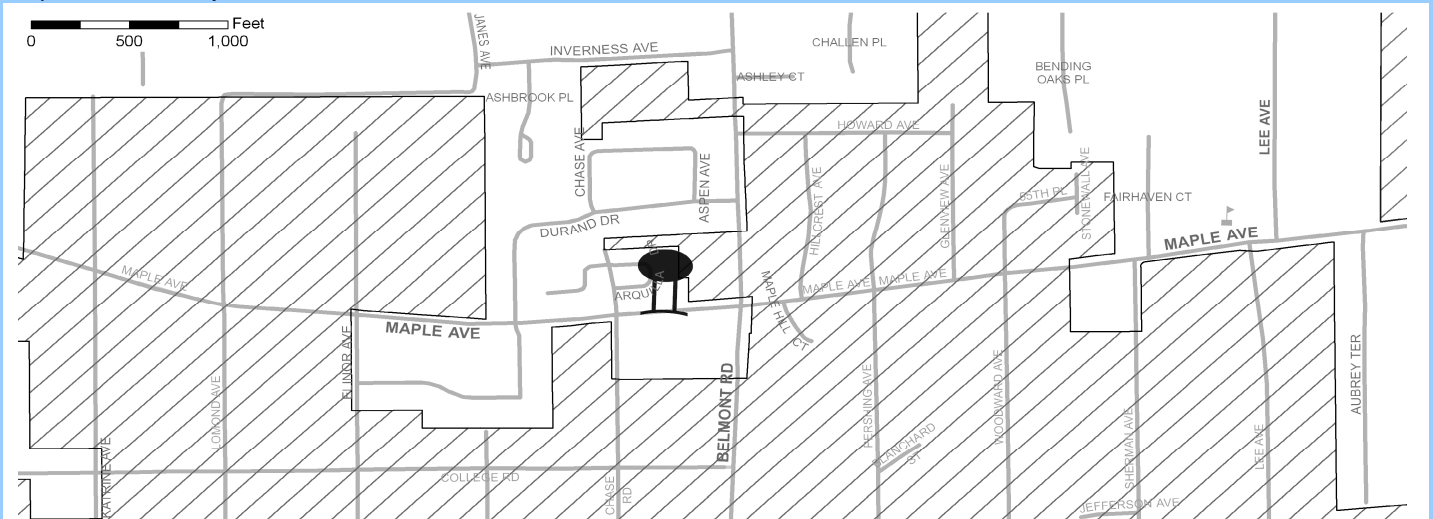 Feet
0 500 1,000
JANES AVE
INVERNESS AVE
CHALLEN PL
ASHLEY CT
BENDING
OAKS PL
ASHBROOK PL
LEE AVE
HOWARD AVE
CHASE AVE
ASPEN AVE
HILLCREST AVE
GLENVIEW AVE
STONEWALL AVE
55TH PL
FAIRHAVEN CT
DURAND DR
MAPLE AVE
DR
ARQUILLA
MAPLE AVE
MAPLE AVE
MAPLE AVE
MAPLE HILL CT
MAPLE AVE
ELINOR AVE
LOMOND AVE
BELMONT RD
PERSHING AVE
WOODWARD AVE
SHERMAN AVE
LEE AVE
AUBREY TER
BLANCHARD
ST
KATRINE AVE
COLLEGE RD
CHASE
RD
JEFFERSON AVE